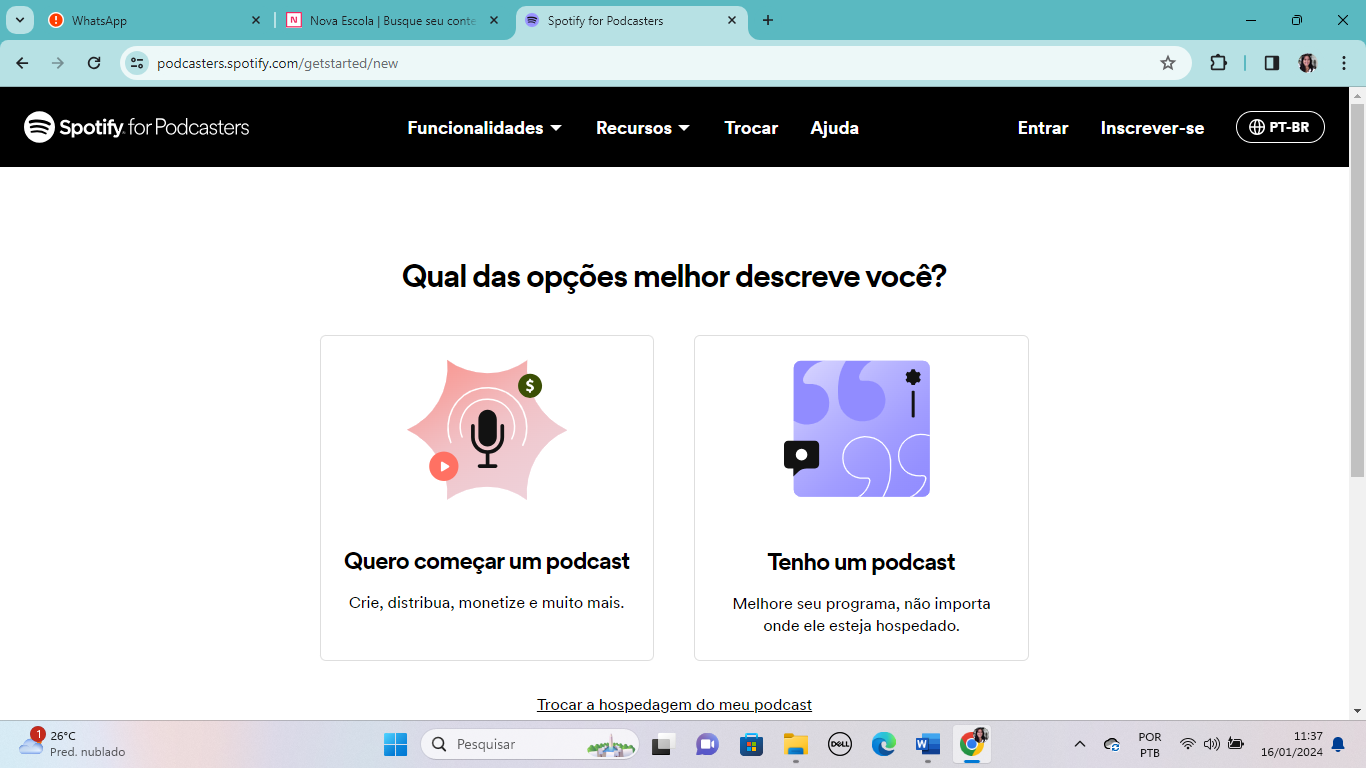 WhatsApp
Nova Escola | Busque seu conte
Spotify for Podcasters
podcasters.spotify.com/getstarted/new
Spotify for Podcasters
Funcionalidades
Recursos
Trocar
Ajuda
Entrar
Inscrever-se
PT-BR
Qual das opções melhor descreve você?
$
Quero começar um podcast
Crie, distribua, monetize e muito mais.
Tenho um podcast
Melhore seu programa, não importa
onde ele esteja hospedado.
Trocar a hospedagem do meu podcast
1
26°C
Pred. nublado
Pesquisar
DELL
POR
PTB
11:37
16/01/2024